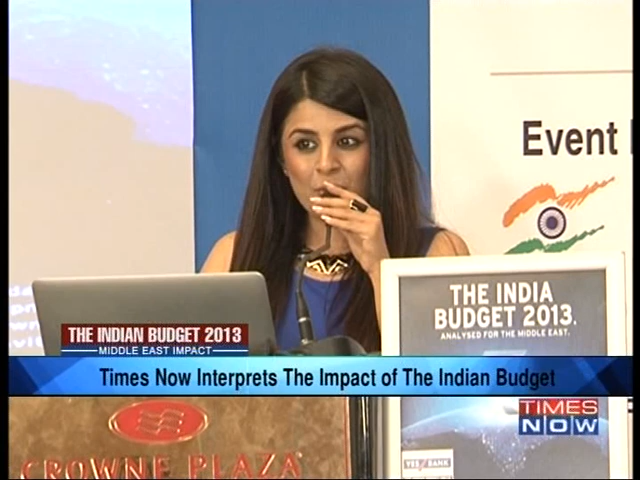 Event
THE INDIA
BUDGET 2013.
ANALYSED FOR THE MIDDLE EAST.
THE INDIAN BUDGET 2013
MIDDLE EAST IMPACT
Times Now Interprets The Impact of The Indian Budget
TIMES
NOW
YES BANK
CROWNE PLAZA